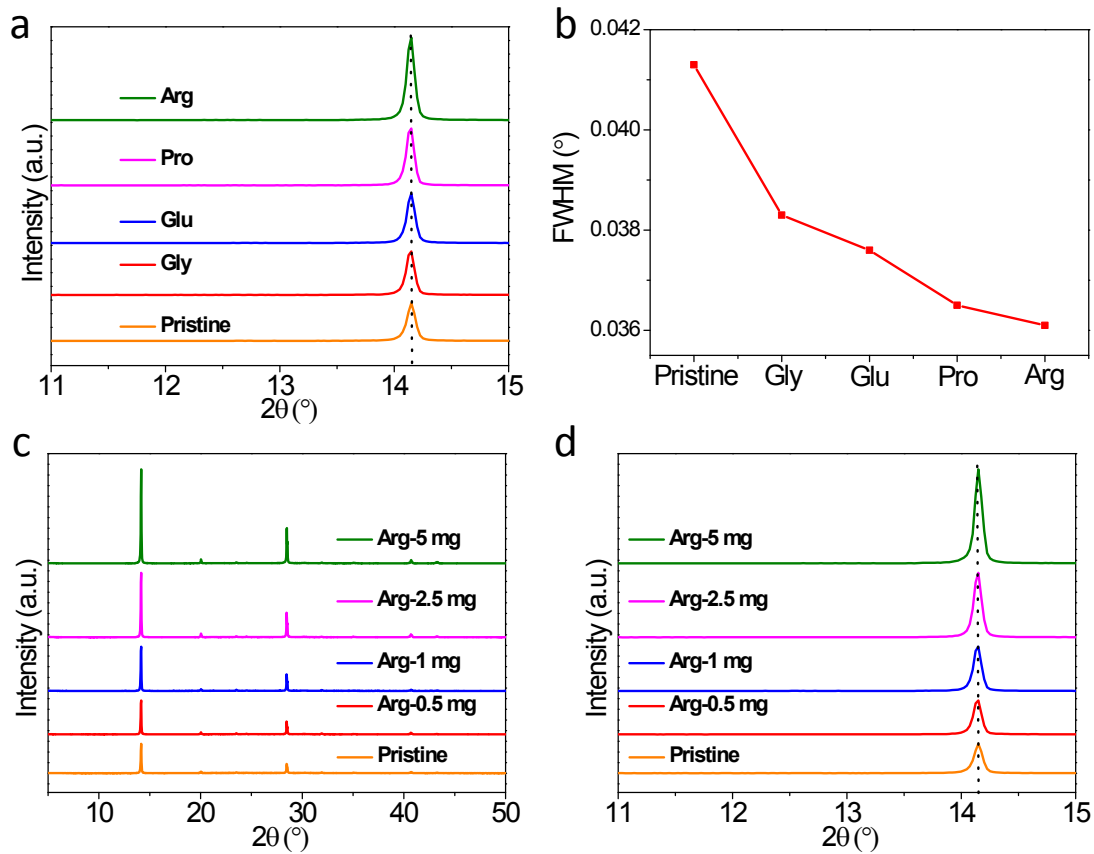 a
Arg
Pro
Glu
Gly
Pristine
Intensity (a.u.)
11 12 13 14 15
2θ (°)
b
0.042
0.040
0.038
0.036
FWHM (°)
Pristine Gly Glu Pro Arg
c
Arg-5 mg
Arg-2.5 mg
Arg-1 mg
Arg-0.5 mg
Pristine
Intensity (a.u.)
10 20 30 40 50
2θ (°)
d
Arg-5 mg
Arg-2.5 mg
Arg-1 mg
Arg-0.5 mg
Pristine
Intensity (a.u.)
11 12 13 14 15
2θ (°)